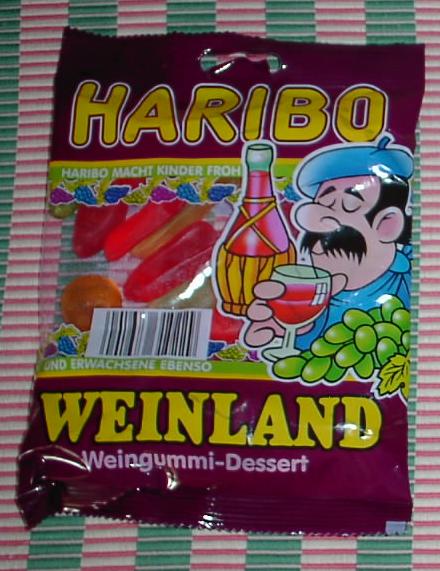 HARIBO
HARIBO MACHT KINDER FROH
UND ERWACHSENE EBENSO
WEINLAND
Weingummi-Dessert